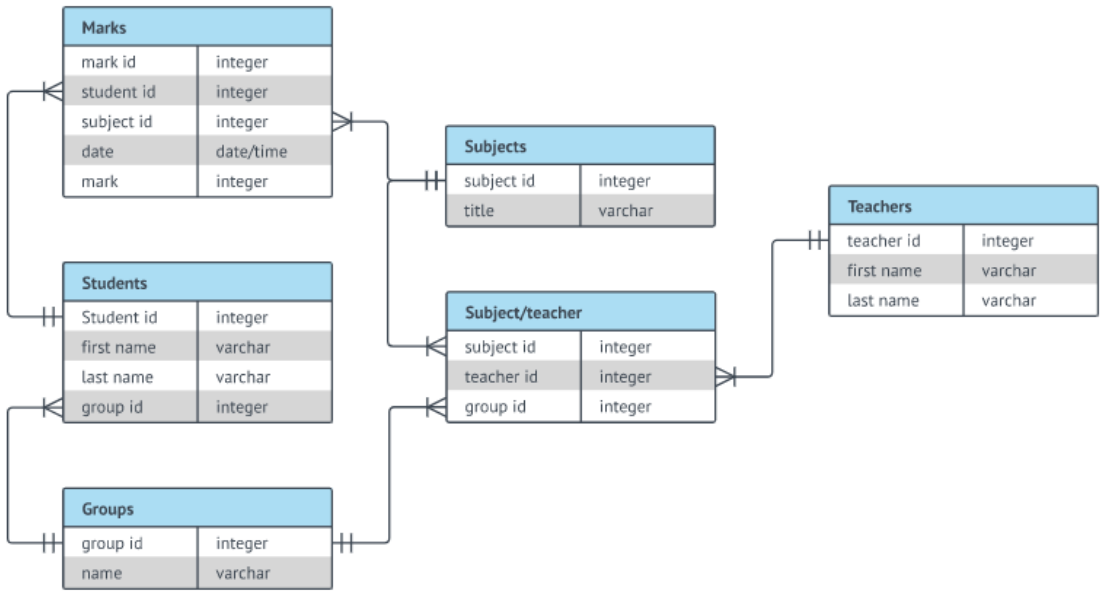 Marks
mark id integer
student id integer
subject id integer
date date/time
mark integer
Students
Student id integer
first name varchar
last name varchar
group id integer
Groups
group id integer
name varchar
Subjects
subject id integer
title varchar
Subject/teacher
subject id integer
teacher id integer
group id integer
Teachers
teacher id integer
first name varchar
last name varchar